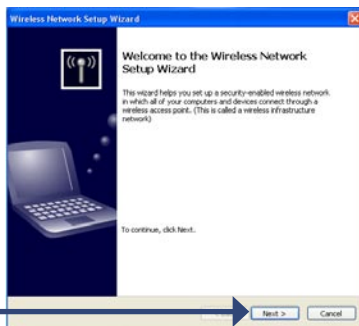 Wireless Network Setup Wizard
Welcome to the Wireless Network
Setup Wizard
This wizard helps you set up a security-enabled wireless network
in which all of your computers and devices connect through a
wireless access point. (This is called a wireless infrastructure
network)
To continue, click Next.
Next >
Cancel